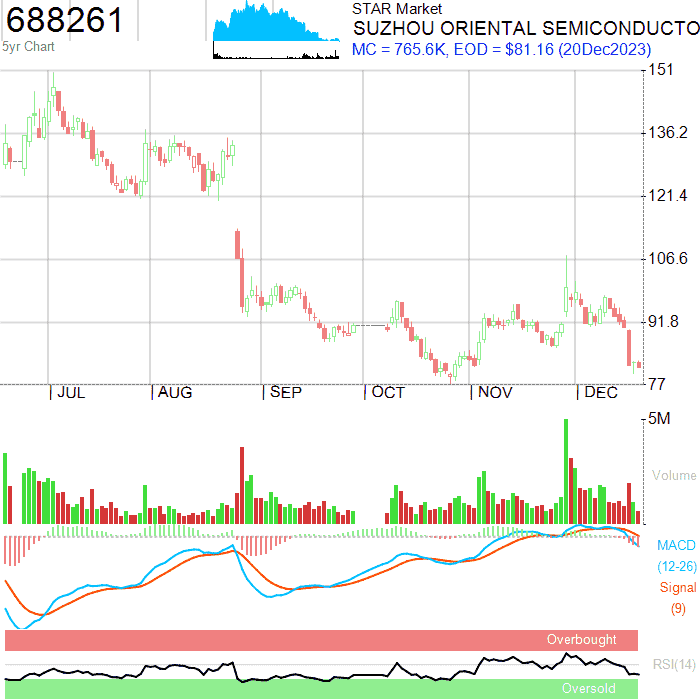 688261
5yr Chart
STAR Market
SUZHOU ORIENTAL SEMICONDUCTO
MC = 765.6K, EOD = $81.16 (20Dec2023)
151
136.2
121.4
106.6
91.8
77
JUL AUG SEP OCT NOV DEC
5M
Volume
MACD
(12-26)
Signal
(9)
Overbought
RSI(14)
Oversold